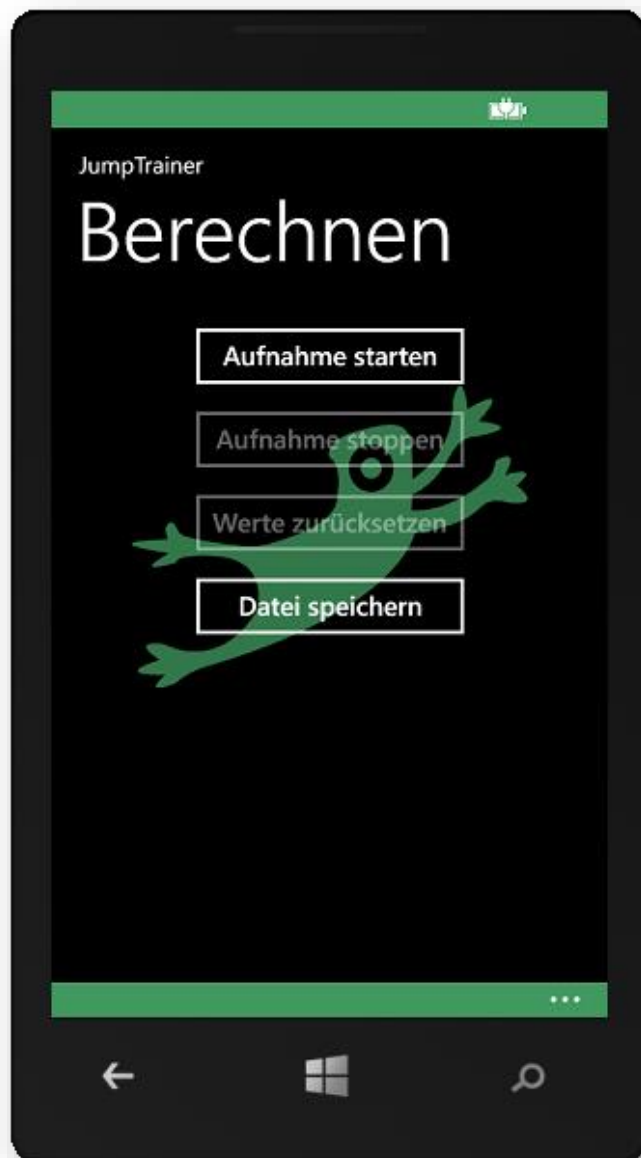 JumpTrainer
Berechnen
Aufnahme starten
Aufnahme stoppen
Werte zurücksetzen
Datei speichern